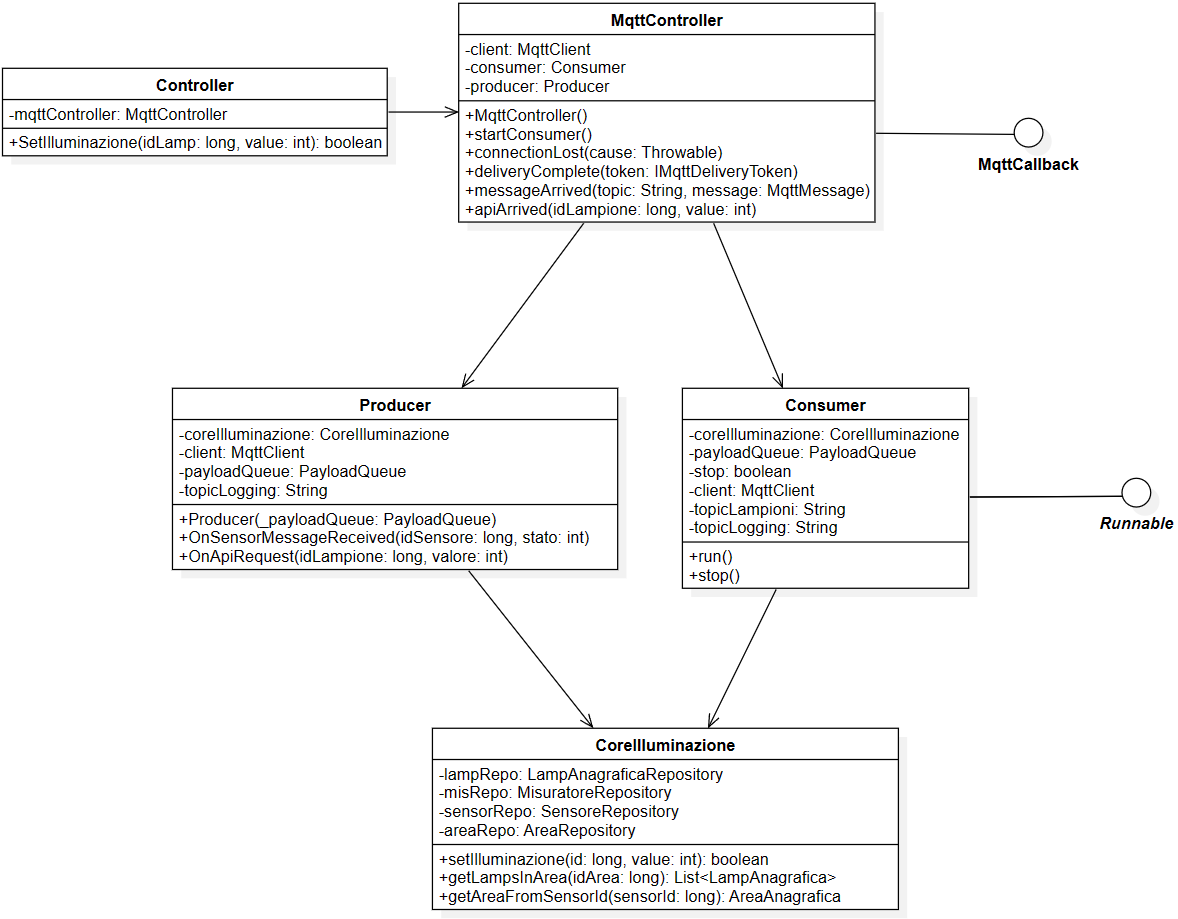 MqttController
-client: MqttClient
-consumer: Consumer
-producer: Producer
+MqttController()
+startConsumer()
+connectionLost(cause: Throwable)
+deliveryComplete(token: IMqttDeliveryToken)
+messageArrived(topic: String, message: MqttMessage)
+apiArrived(idLampione: long, value: int)
Controller
-mqttController: MqttController
+SetIlluminazione(idLamp: long, value: int): boolean
MqttCallback
Producer
-coreIlluminazione: CoreIlluminazione
-client: MqttClient
-payloadQueue: PayloadQueue
-topicLogging: String
+Producer(_payloadQueue: PayloadQueue)
+OnSensorMessageReceived(idSensore: long, stato: int)
+OnApiRequest(idLampione: long, valore: int)
Consumer
-coreIlluminazione: CoreIlluminazione
-payloadQueue: PayloadQueue
-stop: boolean
-client: MqttClient
-topicLampioni: String
-topicLogging: String
+run()
+stop()
Runnable
CoreIlluminazione
-lampRepo: LampAnagraficaRepository
-misRepo: MisuratoreRepository
-sensorRepo: SensoreRepository
-areaRepo: AreaRepository
+setIlluminazione(id: long, value: int): boolean
+getLampsInArea(idArea: long): List<LampAnagrafica>
+getAreaFromSensorId(sensorId: long): AreaAnagrafica